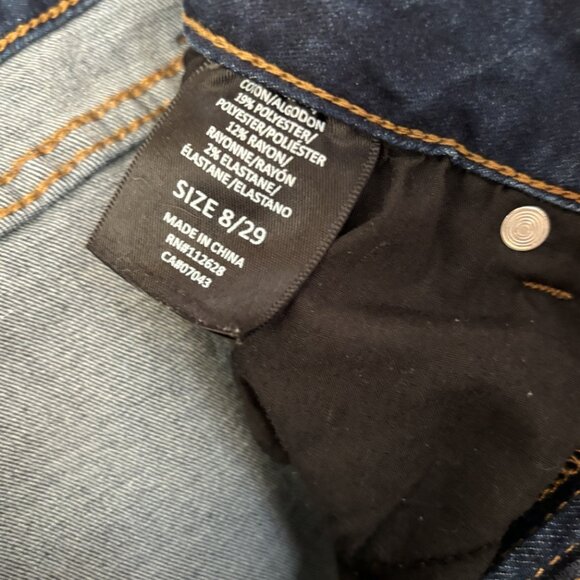 COTON/ALGODON
19% POLYESTER/
POLYESTER/POLIÉSTER
12% RAYON/
RAYONNE/RAYÓN
2% ELASTANE/
ÉLASTANE/ELASTANO
SIZE 8/29
MADE IN CHINA
RN#112628
CA#07043